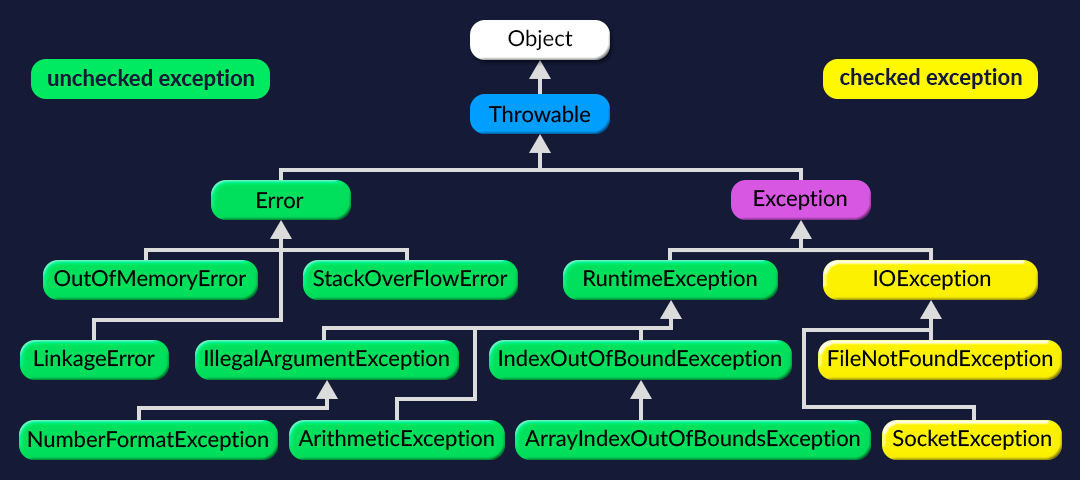 Object
unchecked exception
checked exception
Throwable
Error
Exception
OutOfMemoryError
StackOverFlowError
RuntimeException
IOException
LinkageError
IllegalArgumentException
IndexOutOfBoundEexception
FileNotFoundException
NumberFormatException
ArithmeticException
ArrayIndexOutOfBoundsException
SocketException